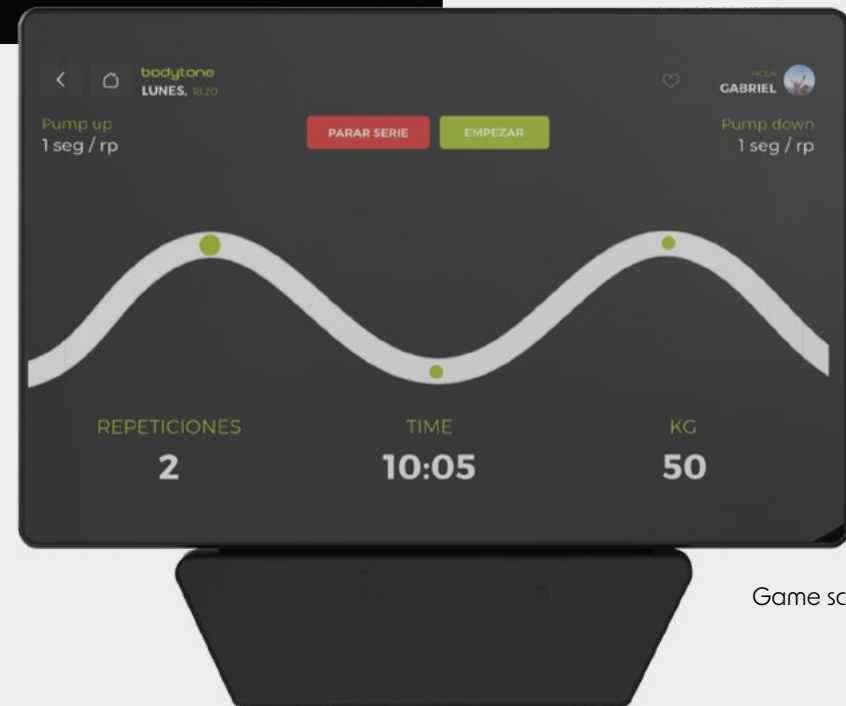 bodytone
LUNES, 18:20
HOLA
GABRIEL
Pump up
1 seg / rp
PARAR SERIE
EMPEZAR
Pump down
1 seg / rp
REPETICIONES
TIME
KG
2
10:05
50
Game sc